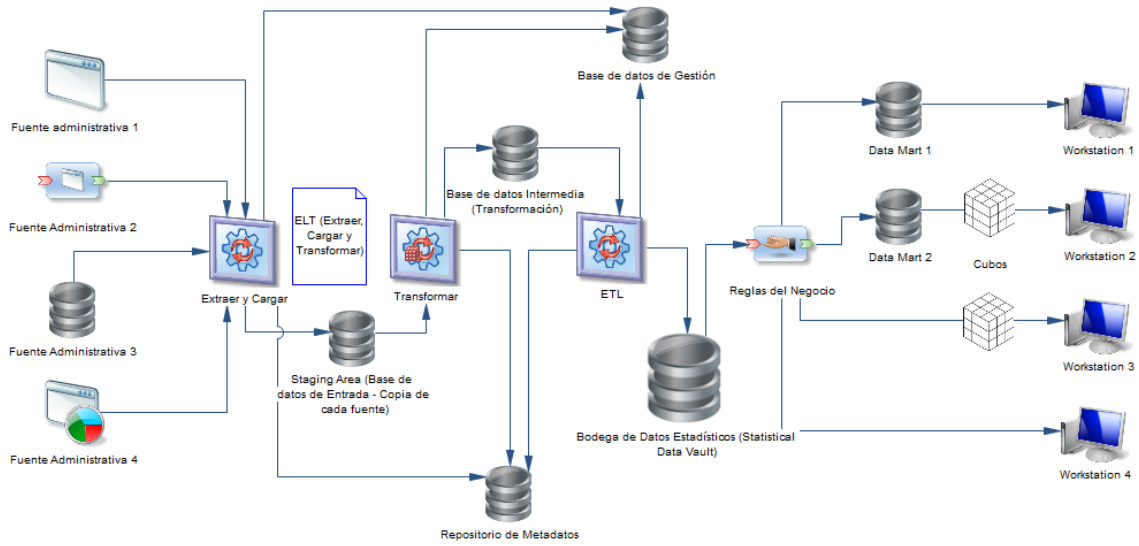 Base de datos de Gestión
Fuente administrativa 1
Data Mart 1
Workstation 1
Base de datos Intermedia
(Transformación)
ELT (Extraer,
Cargar y
Transformar)
Fuente Administrativa 2
Data Mart 2
Cubos
Workstation 2
Extraer y Cargar
Transformar
ETL
Reglas del Negocio
Fuente Administrativa 3
Staging Area (Base de
datos de Entrada - Copia de
cada fuente)
Workstation 3
Bodega de Datos Estadísticos (Statistical
Data Vault)
Fuente Administrativa 4
Workstation 4
Repositorio de Metadatos